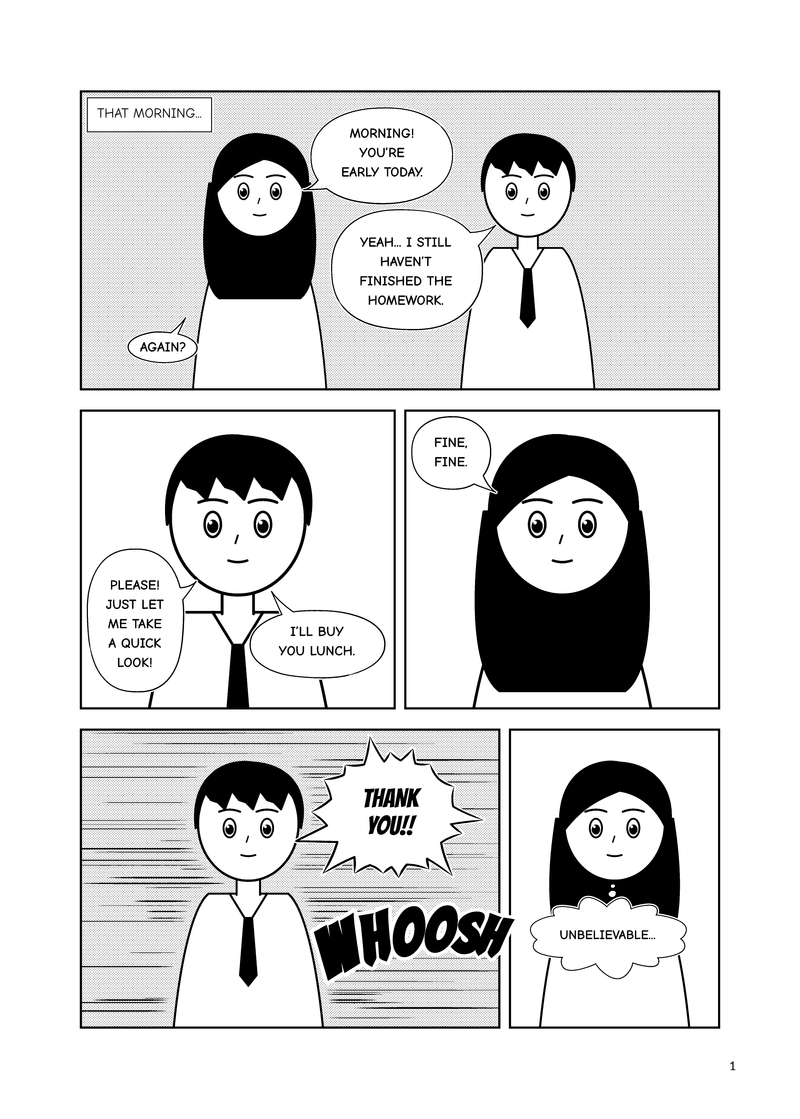 THAT MORNING...
MORNING!
YOU'RE
EARLY TODAY.
YEAH... I STILL
HAVEN'T
FINISHED THE
HOMEWORK.
AGAIN?
PLEASE!
JUST LET
ME TAKE
A QUICK
LOOK!
I'LL BUY
YOU LUNCH.
FINE,
FINE.
THANK
YOU!!
WHOOSH
UNBELIEVABLE...
1